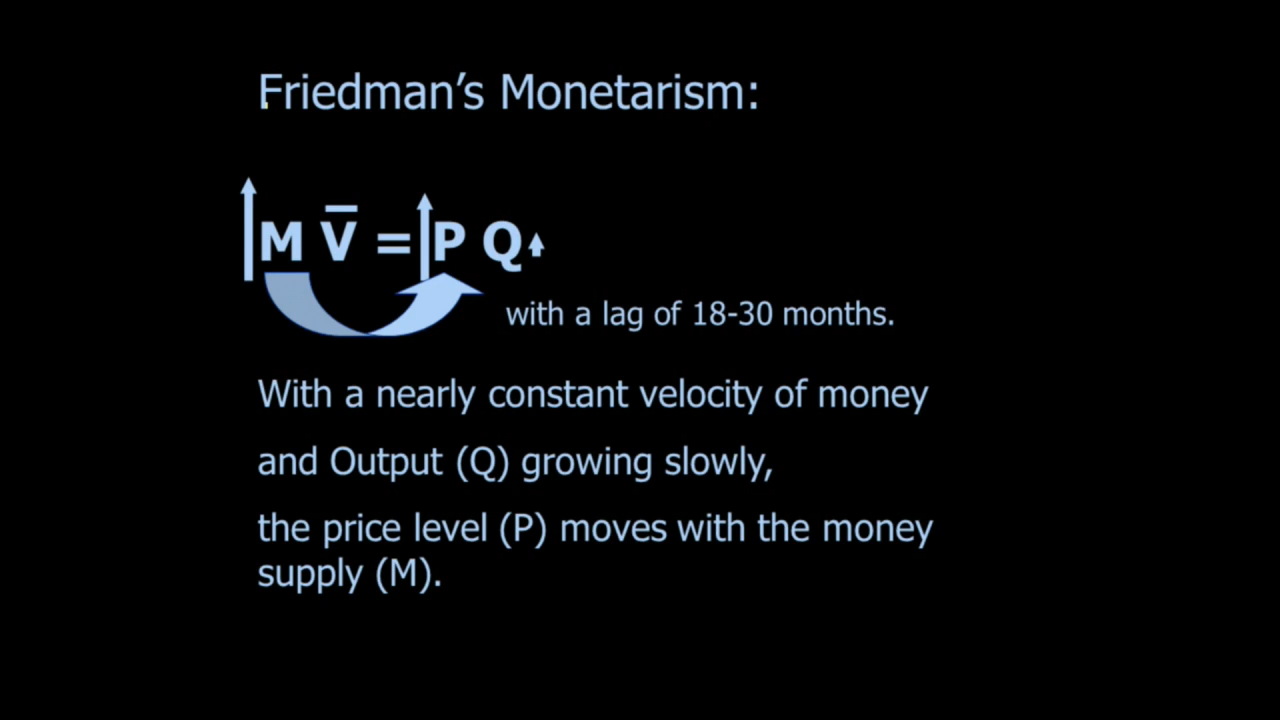 Friedman’s Monetarism:
M V̅ = P Q
with a lag of 18-30 months.
With a nearly constant velocity of money
and Output (Q) growing slowly,
the price level (P) moves with the money
supply (M).